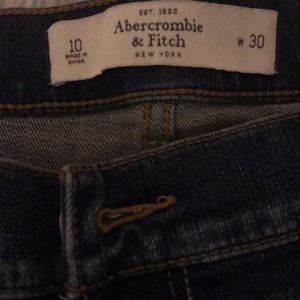 EST. 1892
Abercrombie
& Fitch
NEW YORK
10
MADE IN
CHINA
W 30